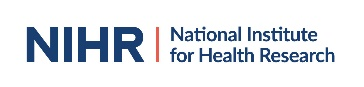 NIHR | National Institute
for Health Research